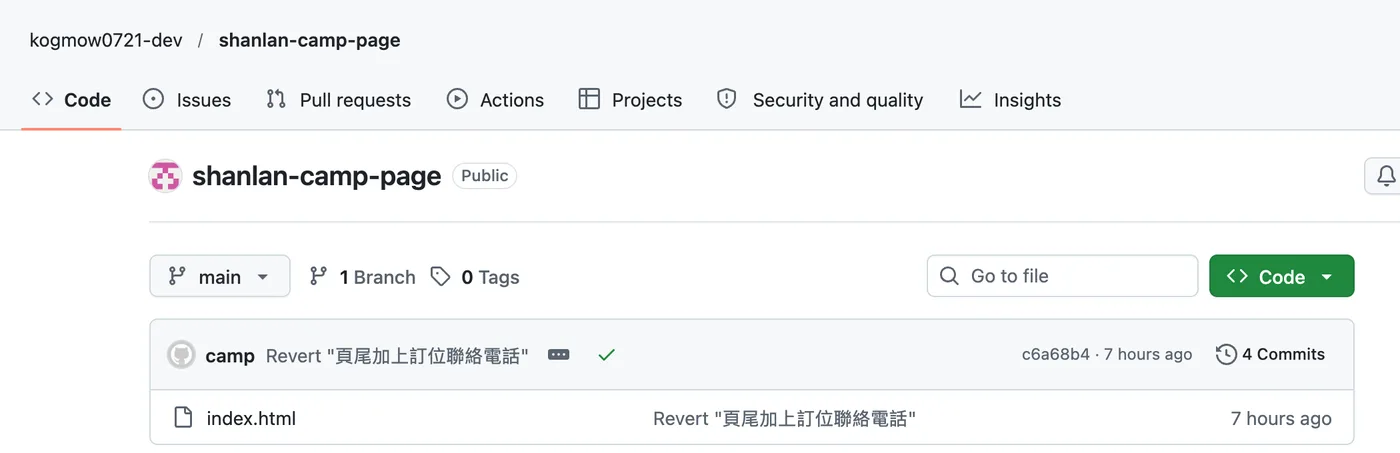 kogmow0721-dev / shanlan-camp-page
Code Issues Pull requests Actions Projects Security and quality Insights
shanlan-camp-page Public
main 1 Branch 0 Tags Go to file Code
camp Revert "頁尾加上訂位聯絡電話" c6a68b4 · 7 hours ago 4 Commits
index.html Revert "頁尾加上訂位聯絡電話" 7 hours ago